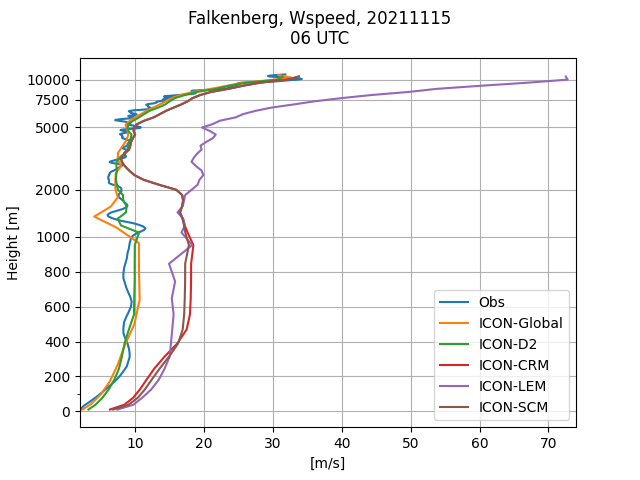 Falkenberg, Wspeed, 20211115
06 UTC
Height [m]
10000
7500
5000
2000
1000
800
600
400
200
0
10
20
30
40
50
60
70
[m/s]
Obs
ICON-Global
ICON-D2
ICON-CRM
ICON-LEM
ICON-SCM